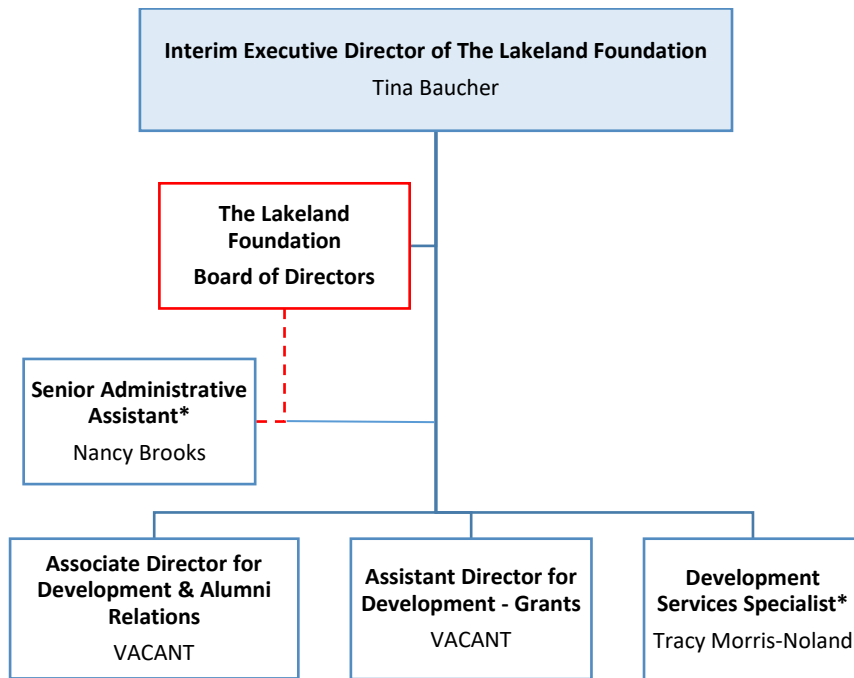 Interim Executive Director of The Lakeland Foundation
Tina Baucher
The Lakeland
Foundation
Board of Directors
Senior Administrative
Assistant*
Nancy Brooks
Associate Director for
Development & Alumni
Relations
VACANT
Assistant Director for
Development - Grants
VACANT
Development
Services Specialist*
Tracy Morris-Noland